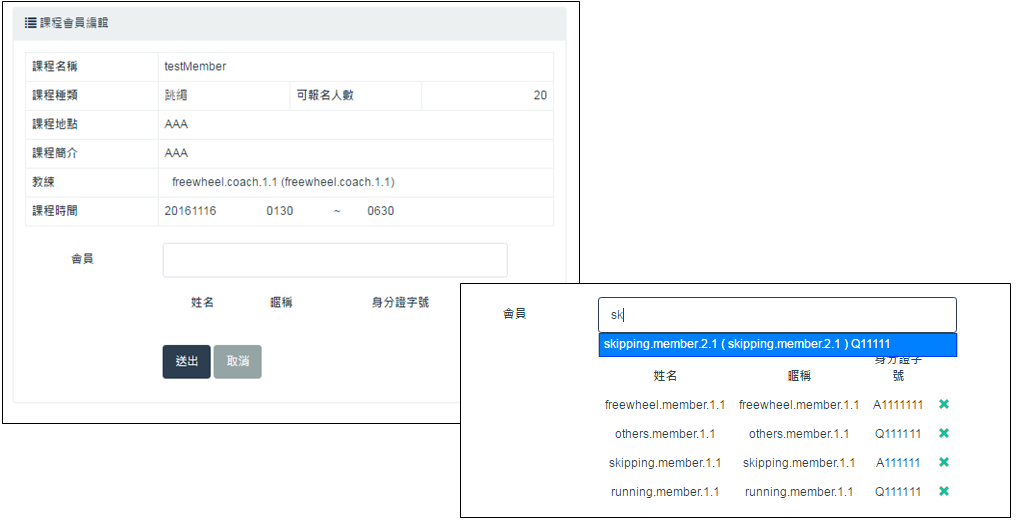 課程會員編輯
課程名稱 testMember
課程種類 跳繩 可報名人數 20
課程地點 AAA
課程簡介 AAA
教練 freewheel.coach.1.1 (freewheel.coach.1.1)
課程時間 20161116 0130 ~ 0630
會員
姓名 暱稱 身分證字號
送出 取消
會員 sk
skipping.member.2.1 ( skipping.member.2.1 ) Q11111
姓名 暱稱 身分證字號
freewheel.member.1.1 freewheel.member.1.1 A1111111
others.member.1.1 others.member.1.1 Q111111
skipping.member.1.1 skipping.member.1.1 A111111
running.member.1.1 running.member.1.1 Q111111